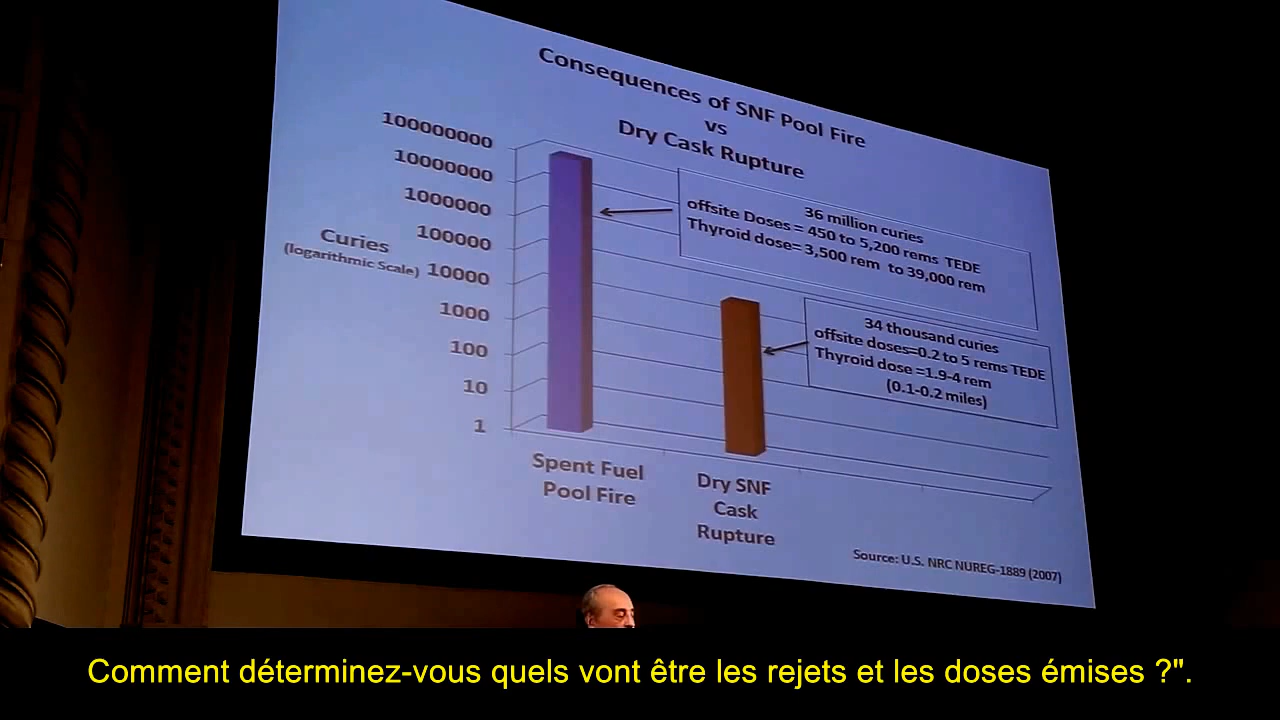 Consequences of SNF Pool Fire
vs
Dry Cask Rupture
100000000
10000000
1000000
100000
10000
1000
100
10
1
Curies
(logarithmic Scale)
36 million curies
offsite Doses = 450 to 5,200 rems TEDE
Thyroid dose= 3,500 rem to 39,000 rem
34 thousand curies
offsite doses=0.2 to 5 rems TEDE
Thyroid dose =1.9-4 rem
(0.1-0.2 miles)
Spent Fuel
Pool Fire
Dry SNF
Cask
Rupture
Source: U.S. NRC NUREG-1889 (2007)
Comment déterminez-vous quels vont être les rejets et les doses émises ?".